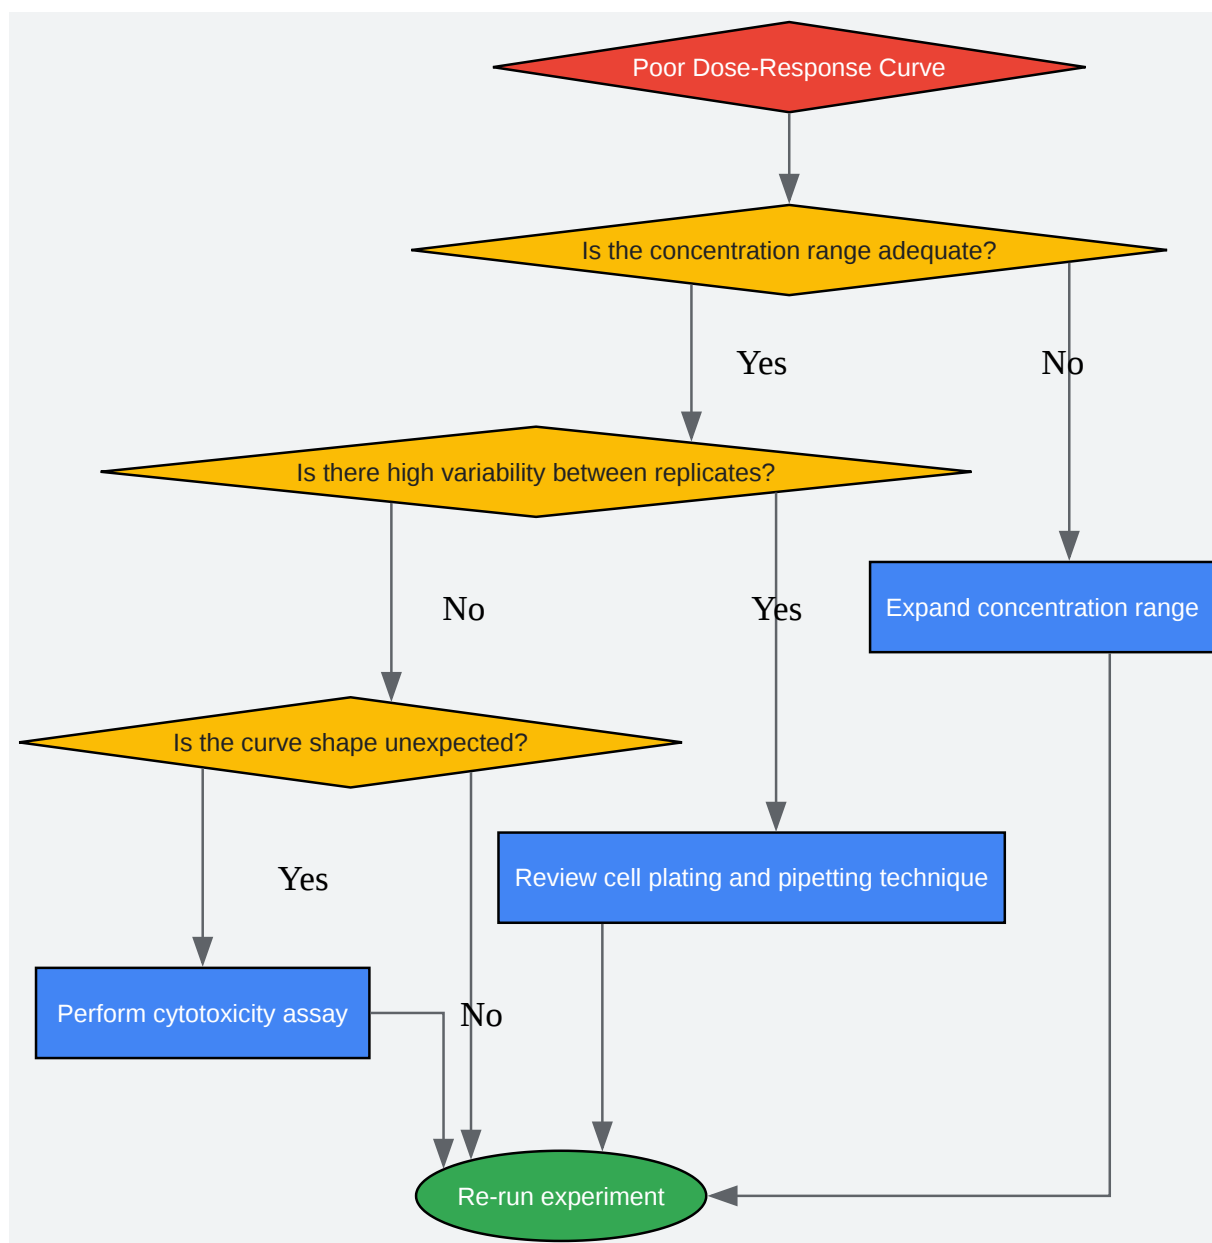 Poor Dose-Response Curve
Is the concentration range adequate?
Yes
No
Is there high variability between replicates?
No
Yes
Expand concentration range
Is the curve shape unexpected?
Yes
Review cell plating and pipetting technique
Perform cytotoxicity assay
No
Re-run experiment